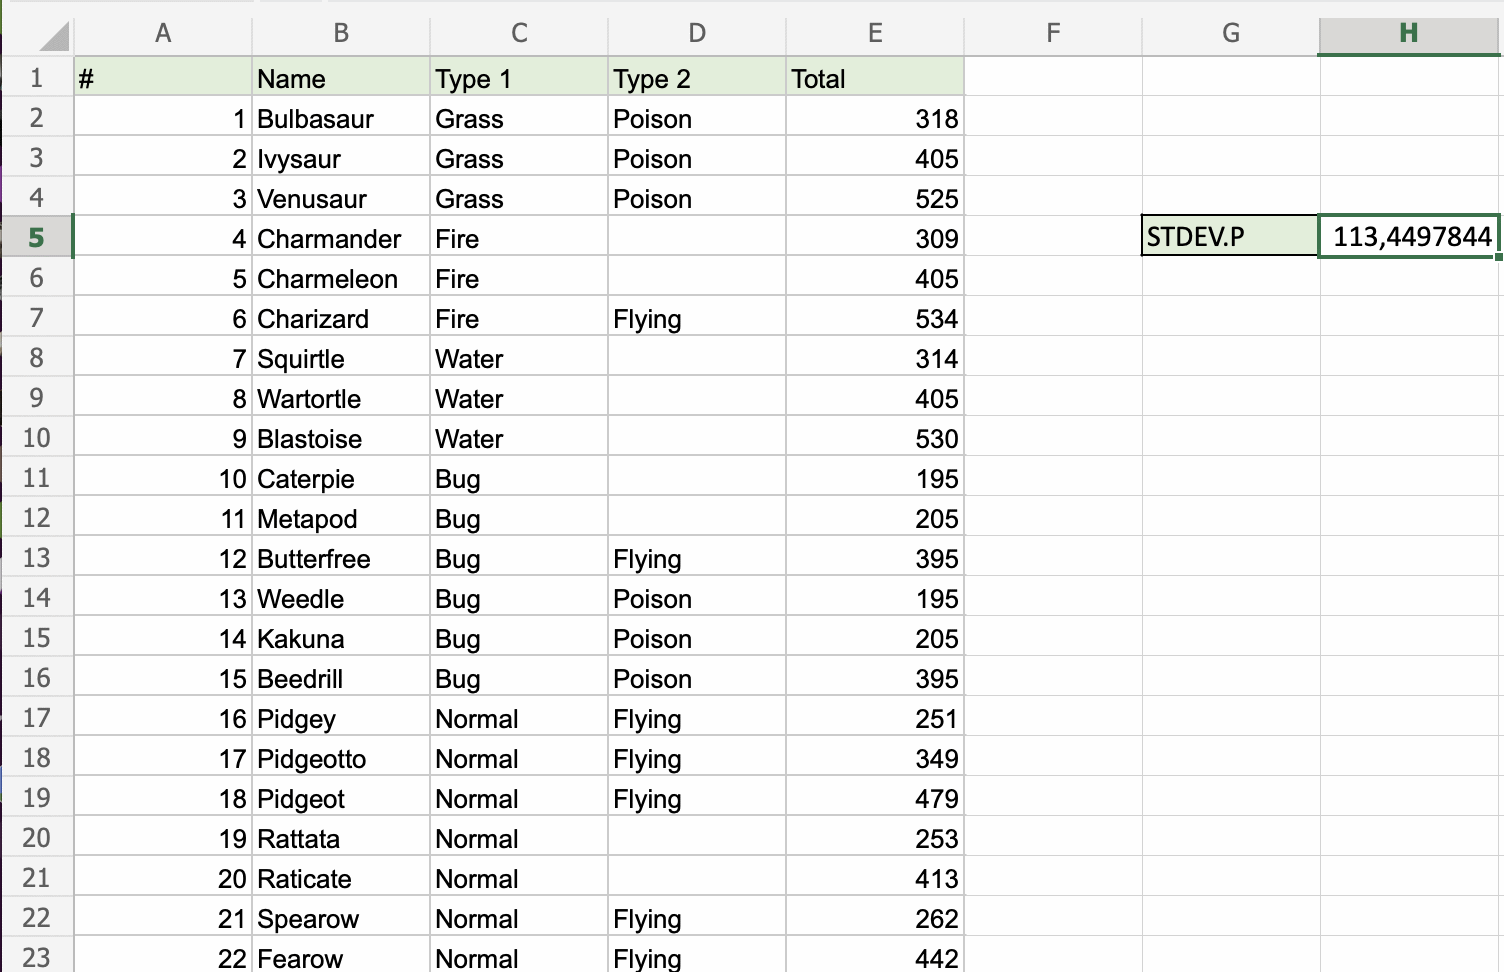 A B C D E F G H
1 # Name Type 1 Type 2 Total
2 1 Bulbasaur Grass Poison 318
3 2 Ivysaur Grass Poison 405
4 3 Venusaur Grass Poison 525
5 4 Charmander Fire 309 STDEV.P 113,4497844
6 5 Charmeleon Fire 405
7 6 Charizard Fire Flying 534
8 7 Squirtle Water 314
9 8 Wartortle Water 405
10 9 Blastoise Water 530
11 10 Caterpie Bug 195
12 11 Metapod Bug 205
13 12 Butterfree Bug Flying 395
14 13 Weedle Bug Poison 195
15 14 Kakuna Bug Poison 205
16 15 Beedrill Bug Poison 395
17 16 Pidgey Normal Flying 251
18 17 Pidgeotto Normal Flying 349
19 18 Pidgeot Normal Flying 479
20 19 Rattata Normal 253
21 20 Raticate Normal 413
22 21 Spearow Normal Flying 262
23 22 Fearow Normal Flying 442